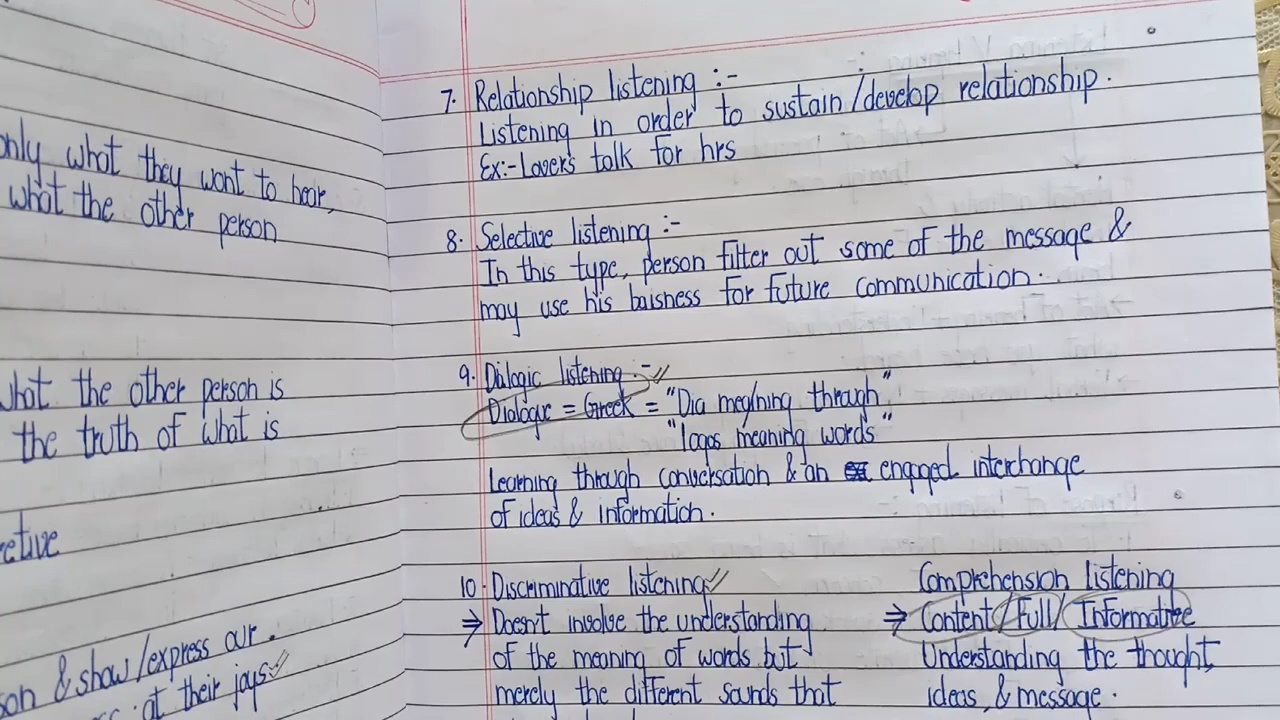 only what they want to hear,
what the other person
what the other person is
the truth of what is
& show/express our.
at their joys
7. Relationship listening :-
Listening in order to sustain/develop relationship.
Ex:- Lovers talk for hrs
8. Selective listening :-
In this type, person filter out some of the message &
may use his baisness for future communication.
9. Dialogic listening :-
Dialogue = Greek = "Dia meaning through"
"logos meaning words"
Learning through conversation & an engaged interchange
of ideas & information.
10. Discriminative listening
⇒ Doesn't involve the understanding
of the meaning of words but
merely the different sounds that
Comprehension listening
⇒ Content/Full/Informative
Understanding the thought,
ideas, & message.